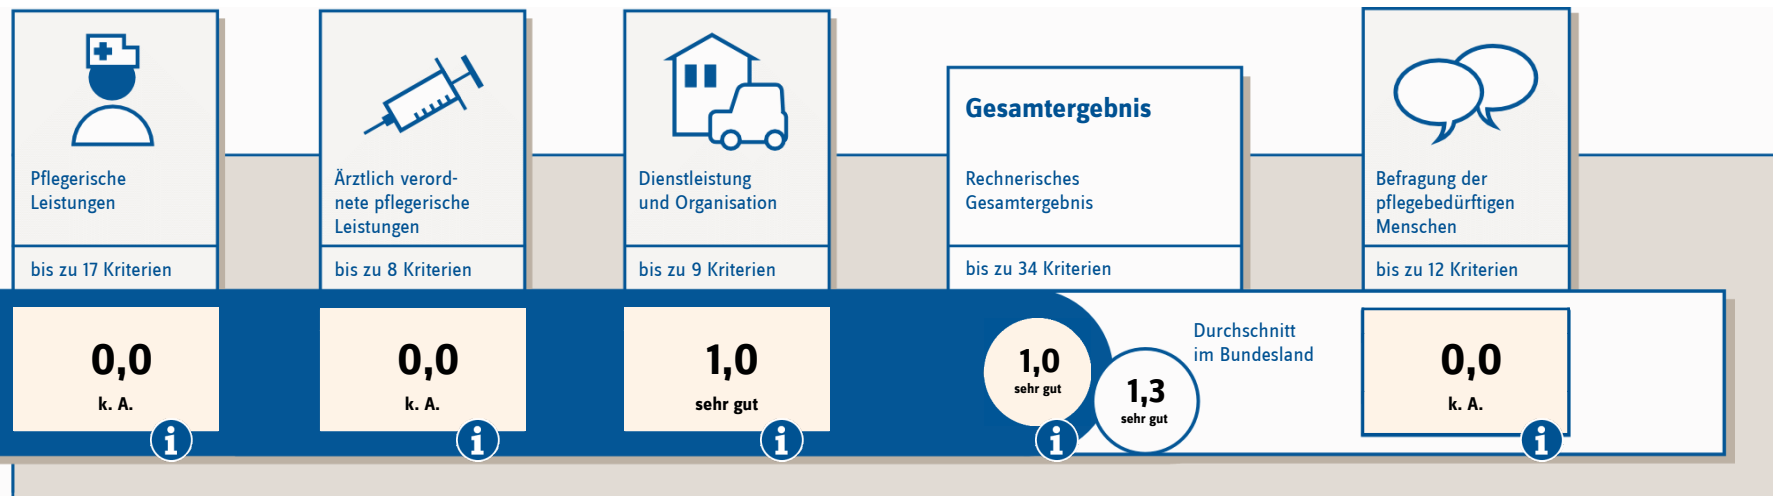 Pflegerische
Leistungen
bis zu 17 Kriterien
0,0
k. A.
i
Ärztlich verord-
nete pflegerische
Leistungen
bis zu 8 Kriterien
0,0
k. A.
i
Dienstleistung
und Organisation
bis zu 9 Kriterien
1,0
sehr gut
i
Gesamtergebnis
Rechnerisches
Gesamtergebnis
bis zu 34 Kriterien
1,0
sehr gut
i
1,3
sehr gut
Durchschnitt
im Bundesland
Befragung der
pflegebedürftigen
Menschen
bis zu 12 Kriterien
0,0
k. A.
i